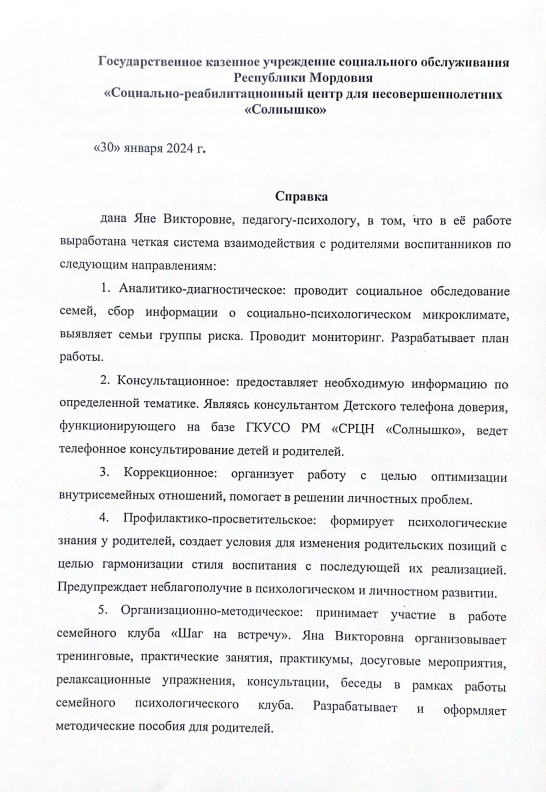 Государственное казенное учреждение социального обслуживания
Республики Мордовия
«Социально-реабилитационный центр для несовершеннолетних
«Солнышко»
«30» января 2024 г.
Справка
дана Яне Викторовне, педагогу-психологу, в том, что в её работе
выработана четкая система взаимодействия с родителями воспитанников по
следующим направлениям:
1. Аналитико-диагностическое: проводит социальное обследование
семей, сбор информации о социально-психологическом микроклимате,
выявляет семьи группы риска. Проводит мониторинг. Разрабатывает план
работы.
2. Консультационное: предоставляет необходимую информацию по
определенной тематике. Являясь консультантом Детского телефона доверия,
функционирующего на базе ГКУСО РМ «СРЦН «Солнышко», ведет
телефонное консультирование детей и родителей.
3. Коррекционное: организует работу с целью оптимизации
внутрисемейных отношений, помогает в решении личностных проблем.
4. Профилактико-просветительское: формирует психологические
знания у родителей, создает условия для изменения родительских позиций с
целью гармонизации стиля воспитания с последующей их реализацией.
Предупреждает неблагополучие в психологическом и личностном развитии.
5. Организационно-методическое: принимает участие в работе
семейного клуба «Шаг на встречу». Яна Викторовна организовывает
тренинговые, практические занятия, практикумы, досуговые мероприятия,
релаксационные упражнения, консультации, беседы в рамках работы
семейного психологического клуба. Разрабатывает и оформляет
методические пособия для родителей.